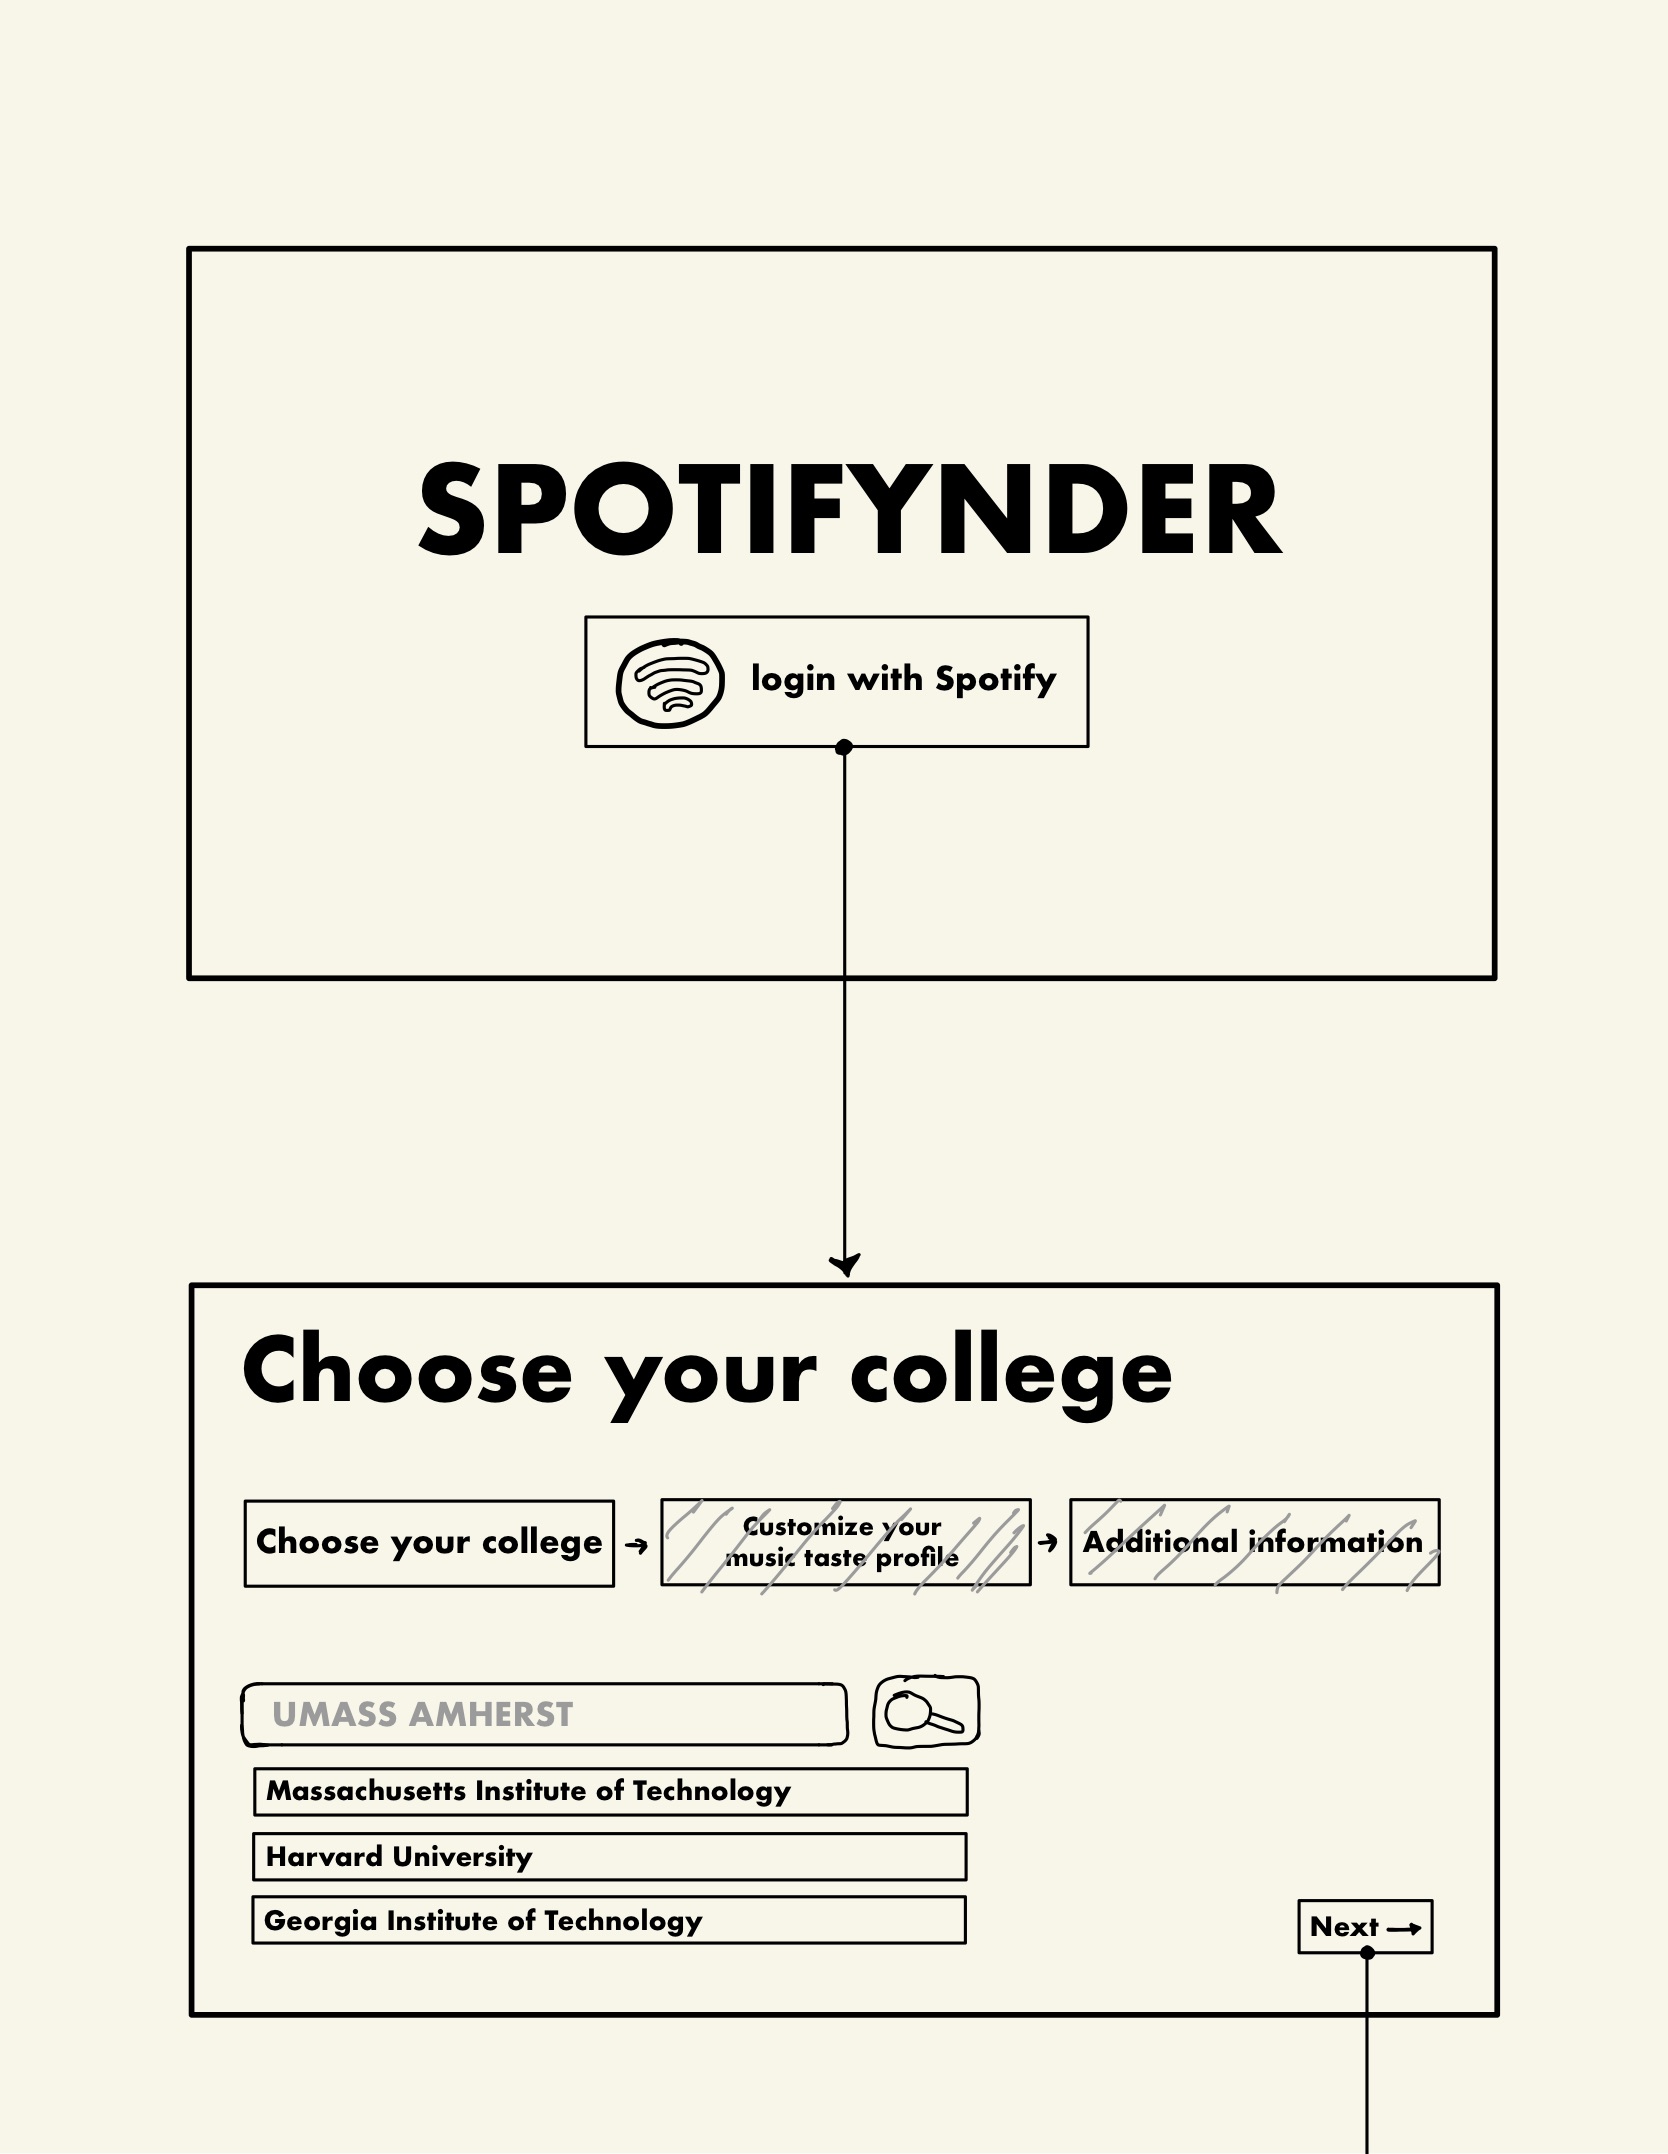 SPOTIFYNDER
login with Spotify
Choose your college
Choose your college
Customize your
music taste profile
Additional information
UMASS AMHERST
Massachusetts Institute of Technology
Harvard University
Georgia Institute of Technology
Next